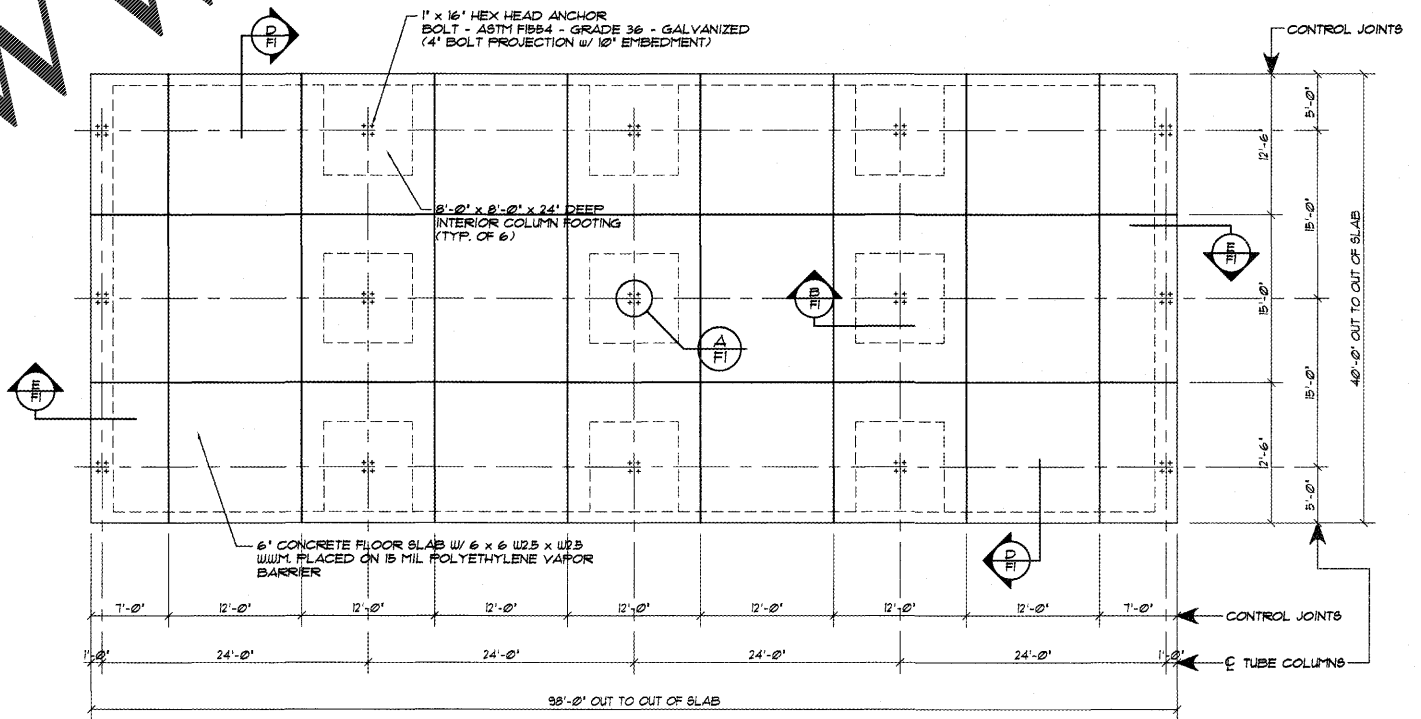 1" x 16" HEX HEAD ANCHOR
BOLT - ASTM F1554 - GRADE 36 - GALVANIZED
(4" BOLT PROJECTION W/ 10" EMBEDMENT)
CONTROL JOINTS
D
F1
5'-0"
12'-6"
8'-0" x 8'-0" x 24" DEEP
INTERIOR COLUMN FOOTING
(TYP. OF 6)
15'-0"
E
F1
40'-0" OUT TO OUT OF SLAB
B
F1
15'-0"
A
F1
E
F1
15'-0"
12'-6"
5'-0"
6" CONCRETE FLOOR SLAB W/ 6 x 6 W2.5 x W2.5
W.W.M. PLACED ON 15 MIL POLYETHYLENE VAPOR
BARRIER
D
F1
7'-0" 12'-0" 12'-0" 12'-0" 12'-0" 12'-0" 12'-0" 12'-0" 7'-0"
CONTROL JOINTS
1'-0" 24'-0" 24'-0" 24'-0" 24'-0" 1'-0"
℄ TUBE COLUMNS
98'-0" OUT TO OUT OF SLAB